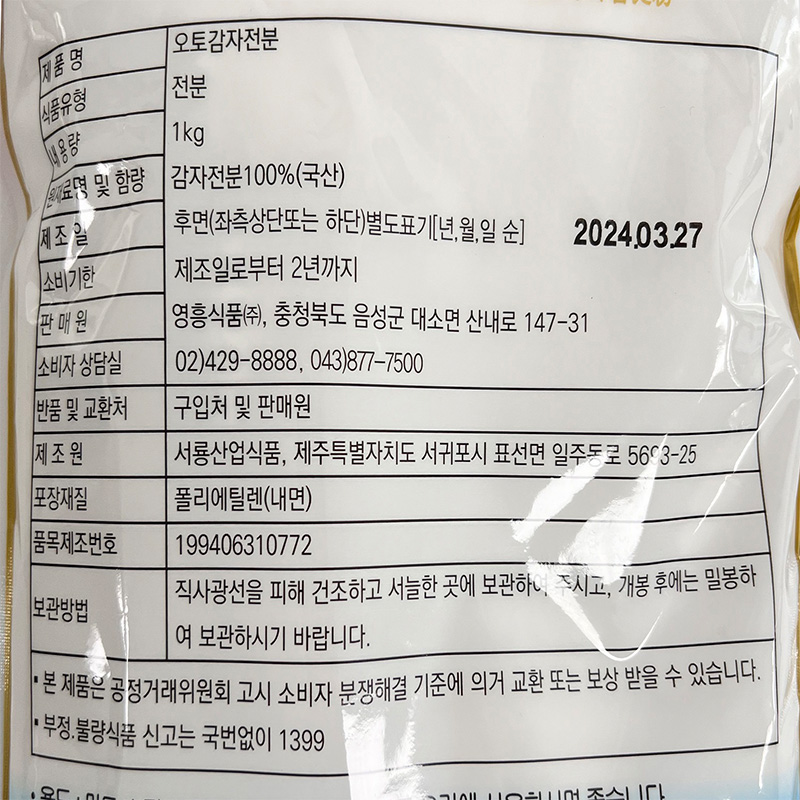 제품명 오토감자전분
식품유형 전분
내용량 1kg
원재료명 및 함량 감자전분100%(국산)
제조일 후면(좌측상단또는 하단)별도표기[년,월,일 순] 2024.03.27
소비기한 제조일로부터 2년까지
판매원 영흥식품㈜, 충청북도 음성군 대소면 산내로 147-31
소비자 상담실 02)429-8888, 043)877-7500
반품 및 교환처 구입처 및 판매원
제조원 서룡산업식품, 제주특별자치도 서귀포시 표선면 일주동로 5693-25
포장재질 폴리에틸렌(내면)
품목제조번호 199406310772
보관방법 직사광선을 피해 건조하고 서늘한 곳에 보관하여 주시고, 개봉 후에는 밀봉하
여 보관하시기 바랍니다.
▪ 본 제품은 공정거래위원회 고시 소비자 분쟁해결 기준에 의거 교환 또는 보상 받을 수 있습니다.
▪ 부정.불량식품 신고는 국번없이 1399